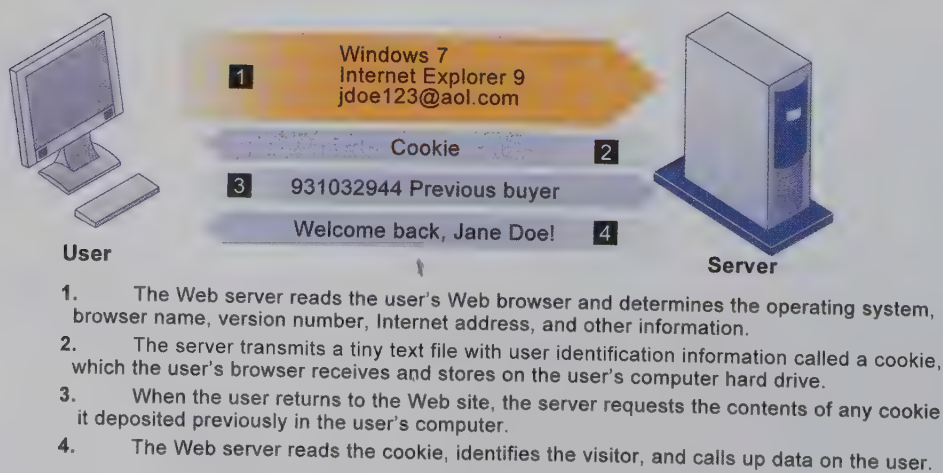 1
Windows 7
Internet Explorer 9
jdoe123@aol.com
Cookie
2
3
931032944 Previous buyer
Welcome back, Jane Doe!
4
User
Server
1. The Web server reads the user's Web browser and determines the operating system,
browser name, version number, Internet address, and other information.
2. The server transmits a tiny text file with user identification information called a cookie,
which the user's browser receives and stores on the user's computer hard drive.
3. When the user returns to the Web site, the server requests the contents of any cookie
it deposited previously in the user's computer.
4. The Web server reads the cookie, identifies the visitor, and calls up data on the user.